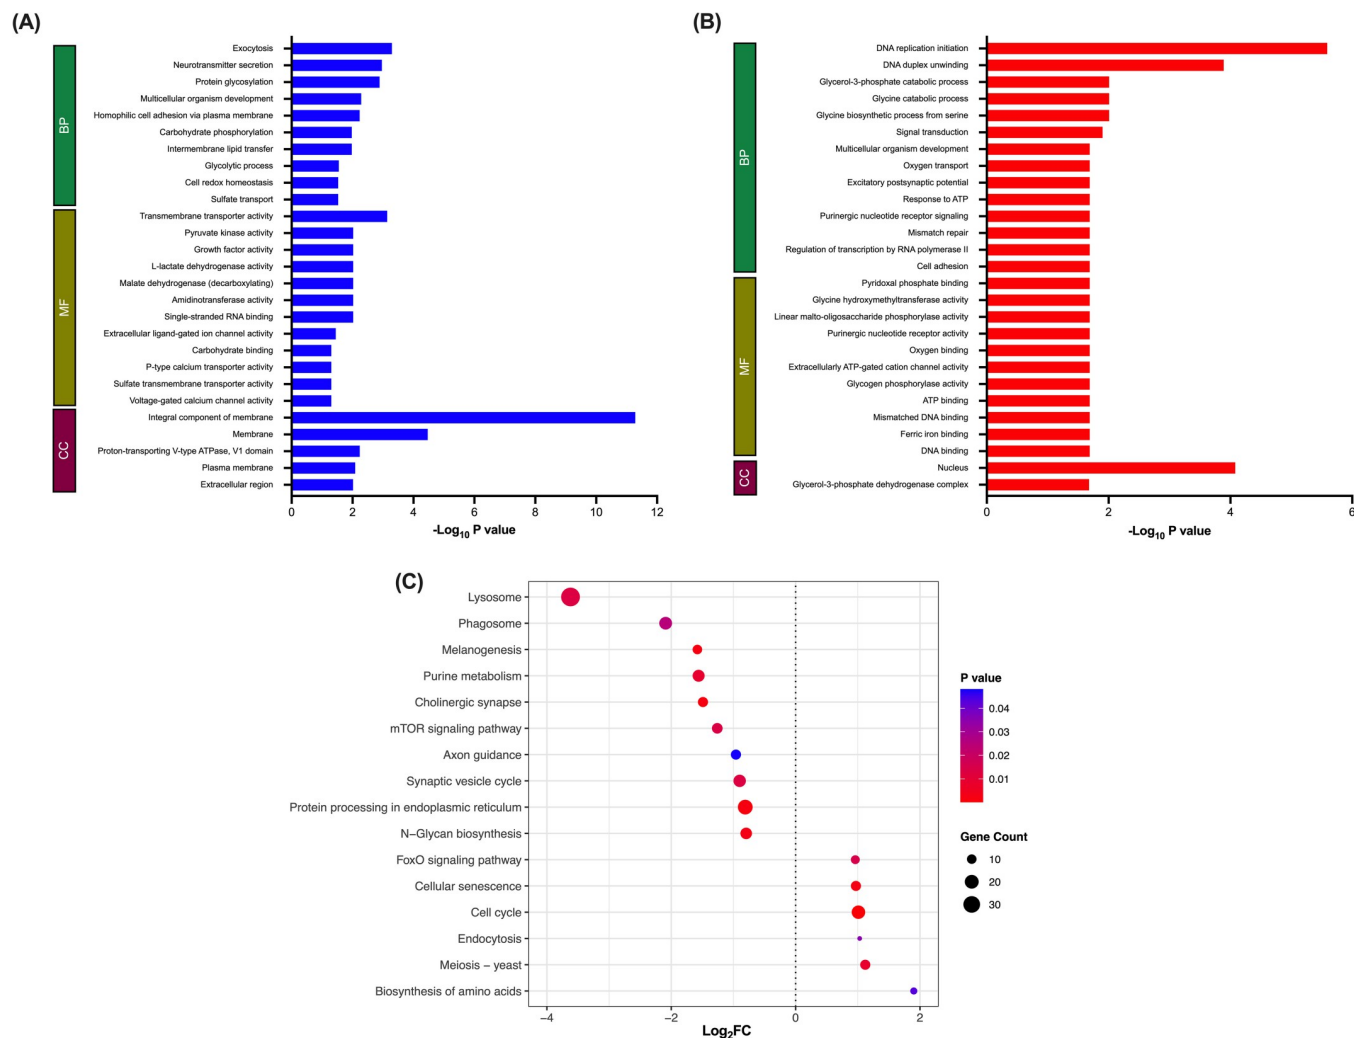 (A)
BP
MF
CC
Exocytosis
Neurotransmitter secretion
Protein glycosylation
Multicellular organism development
Homophilic cell adhesion via plasma membrane
Carbohydrate phosphorylation
Intermembrane lipid transfer
Glycolytic process
Cell redox homeostasis
Sulfate transport
Transmembrane transporter activity
Pyruvate kinase activity
Growth factor activity
L-lactate dehydrogenase activity
Malate dehydrogenase (decarboxylating)
Amidinotransferase activity
Single-stranded RNA binding
Extracellular ligand-gated ion channel activity
Carbohydrate binding
P-type calcium transporter activity
Sulfate transmembrane transporter activity
Voltage-gated calcium channel activity
Integral component of membrane
Membrane
Proton-transporting V-type ATPase, V1 domain
Plasma membrane
Extracellular region
0 2 4 6 8 10 12
-Log10 P value
(B)
BP
MF
CC
DNA replication initiation
DNA duplex unwinding
Glycerol-3-phosphate catabolic process
Glycine catabolic process
Glycine biosynthetic process from serine
Signal transduction
Multicellular organism development
Oxygen transport
Excitatory postsynaptic potential
Response to ATP
Purinergic nucleotide receptor signaling
Mismatch repair
Regulation of transcription by RNA polymerase II
Cell adhesion
Pyridoxal phosphate binding
Glycine hydroxymethyltransferase activity
Linear malto-oligosaccharide phosphorylase activity
Purinergic nucleotide receptor activity
Oxygen binding
Extracellularly ATP-gated cation channel activity
Glycogen phosphorylase activity
ATP binding
Mismatched DNA binding
Ferric iron binding
DNA binding
Nucleus
Glycerol-3-phosphate dehydrogenase complex
0 2 4 6
-Log10 P value
(C)
Lysosome
Phagosome
Melanogenesis
Purine metabolism
Cholinergic synapse
mTOR signaling pathway
Axon guidance
Synaptic vesicle cycle
Protein processing in endoplasmic reticulum
N−Glycan biosynthesis
FoxO signaling pathway
Cellular senescence
Cell cycle
Endocytosis
Meiosis − yeast
Biosynthesis of amino acids
−4 −2 0 2
Log2FC
P value
0.04
0.03
0.02
0.01
Gene Count
10
20
30